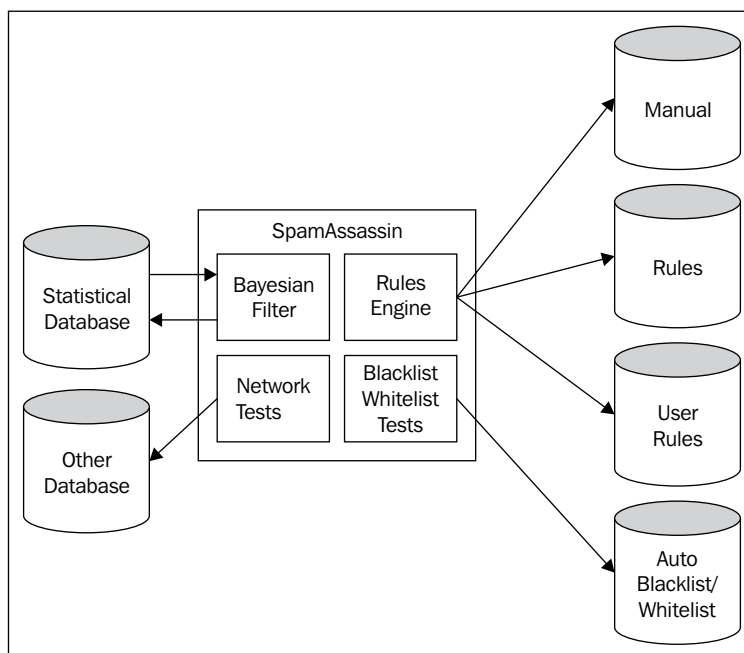 Manual
SpamAssassin
Statistical
Database
Bayesian
Filter
Rules
Engine
Rules
Network
Tests
Blacklist
Whitelist
Tests
User
Rules
Other
Database
Auto
Blacklist/
Whitelist